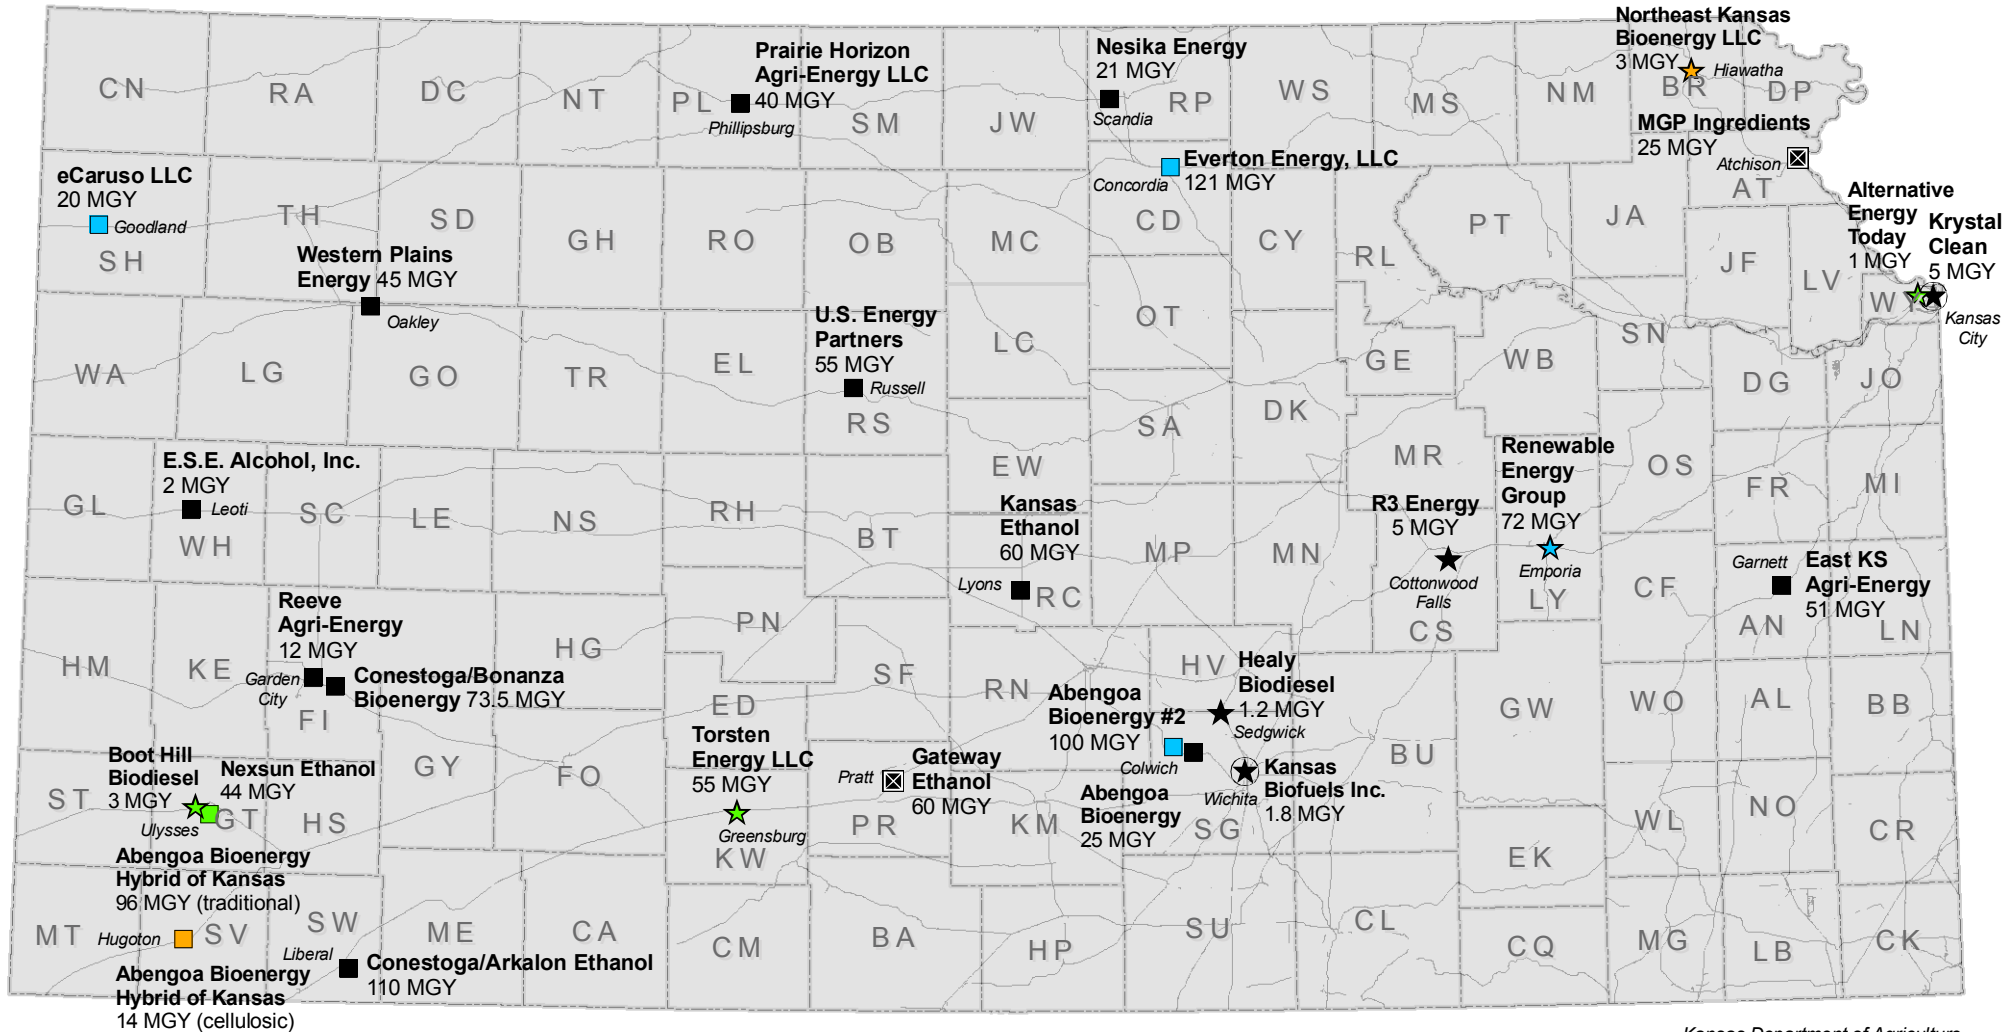 Northeast Kansas
Bioenergy LLC
3 MGY
Hiawatha
Prairie Horizon
Agri-Energy LLC
40 MGY
Phillipsburg
Nesika Energy
21 MGY
Scandia
CN
RA
DC
NT
PL
SM
JW
RP
WS
MS
NM
BR
DP
MGP Ingredients
25 MGY
Atchison
AT
eCaruso LLC
20 MGY
Goodland
SH
TH
SD
GH
RO
OB
MC
Everton Energy, LLC
121 MGY
Concordia
CD
CY
RL
PT
JA
JF
LV
WY
Alternative
Energy
Today
1 MGY
Krystal
Clean
5 MGY
Kansas
City
Western Plains
Energy 45 MGY
Oakley
U.S. Energy
Partners
55 MGY
Russell
RS
WA
LG
GO
TR
EL
LC
OT
SA
DK
GE
WB
SN
DG
JO
E.S.E. Alcohol, Inc.
2 MGY
Leoti
WH
GL
SC
LE
NS
RH
BT
EW
Kansas
Ethanol
60 MGY
Lyons
RC
MP
MN
MR
R3 Energy
5 MGY
Cottonwood
Falls
CS
Renewable
Energy
Group
72 MGY
Emporia
LY
OS
FR
MI
CF
Garnett
East KS
Agri-Energy
51 MGY
AN
LN
Reeve
Agri-Energy
12 MGY
Garden
City
Conestoga/Bonanza
Bioenergy 73.5 MGY
FI
HM
KE
HG
PN
ED
SF
RN
HV
Healy
Biodiesel
1.2 MGY
Sedgwick
Abengoa
Bioenergy #2
100 MGY
Colwich
Abengoa
Bioenergy
25 MGY
Kansas
Biofuels Inc.
1.8 MGY
Wichita
SG
BU
GW
WO
AL
BB
Boot Hill
Biodiesel
3 MGY
Ulysses
Nexsun Ethanol
44 MGY
ST
GT
HS
GY
FO
Torsten
Energy LLC
55 MGY
Greensburg
KW
Pratt
Gateway
Ethanol
60 MGY
PR
KM
EK
WL
NO
CR
Abengoa Bioenergy
Hybrid of Kansas
96 MGY (traditional)
Hugoton
Abengoa Bioenergy
Hybrid of Kansas
14 MGY (cellulosic)
MT
SV
SW
Liberal
Conestoga/Arkalon Ethanol
110 MGY
ME
CA
CM
BA
HP
SU
CL
CQ
MG
LB
CK
Kansas Department of Agriculture